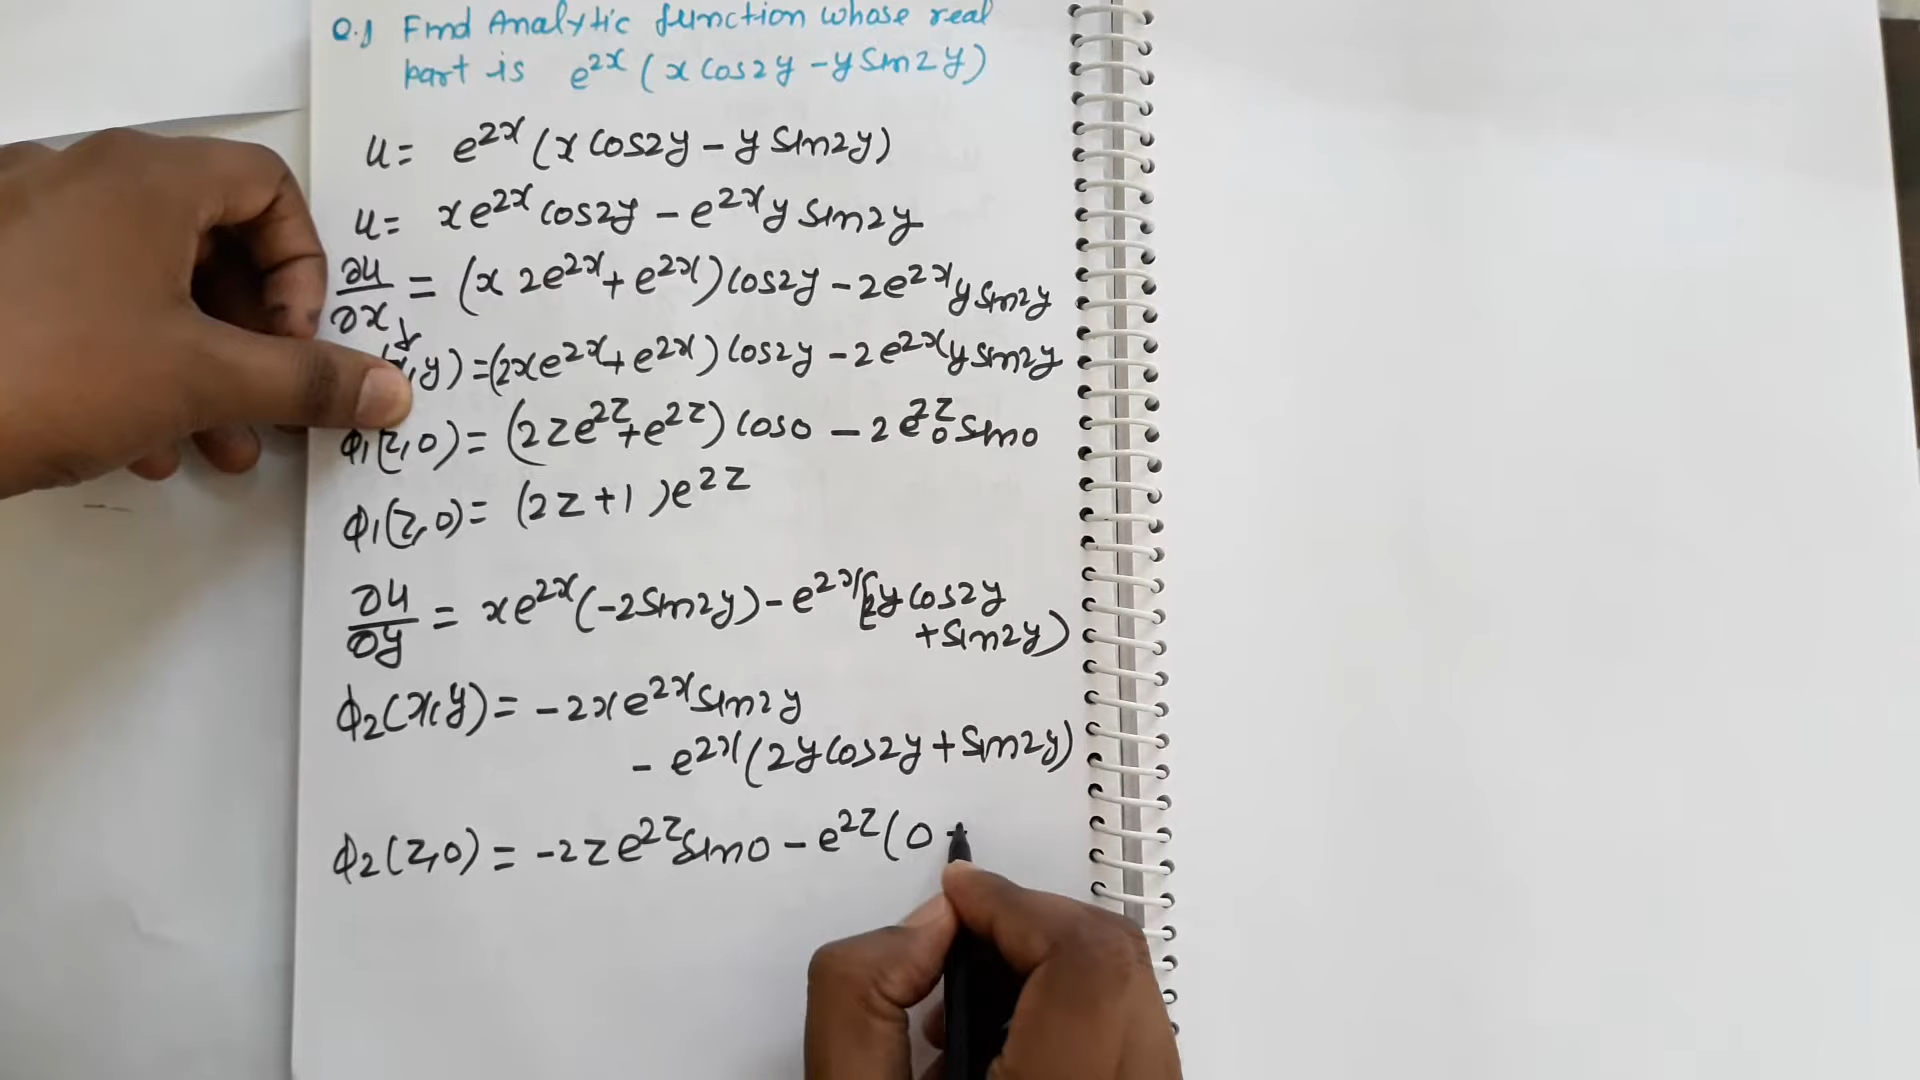 Q.1 Find Analytic function whose real
part is e^{2x} (x cos2y - y sin2y)
u = e^{2x} (x cos2y - y sin2y)
u = xe^{2x} cos2y - e^{2x} y sin2y
∂u/∂x = (x 2e^{2x} + e^{2x}) cos2y - 2e^{2x} y sin2y
,y) = (2xe^{2x} + e^{2x}) cos2y - 2e^{2x} y sin2y
ϕ₁(z,0) = (2ze^{2z} + e^{2z}) cos0 - 2e^{2z} 0 sin0
ϕ₁(z,0) = (2z+1)e^{2z}
∂u/∂y = xe^{2x}(-2sin2y) - e^{2x}(2y cos2y
+ sin2y)
ϕ₂(x,y) = -2xe^{2x} sin2y
- e^{2x} (2y cos2y + sin2y)
ϕ₂(z,0) = -2ze^{2z} sin0 - e^{2z} (0